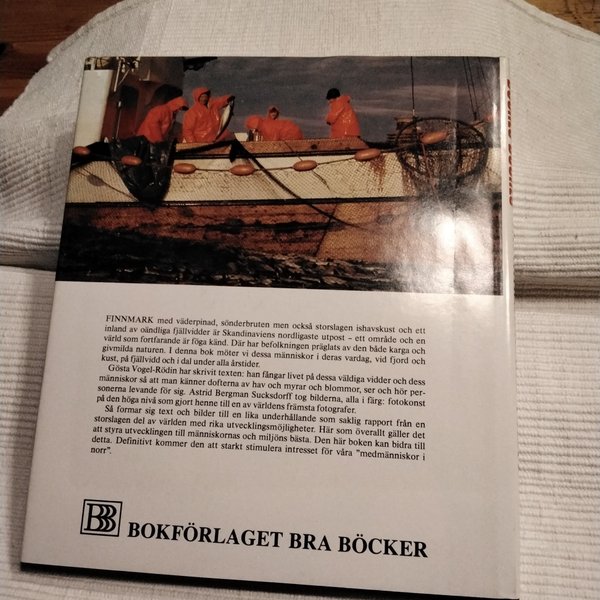 FINNMARK med väderpinad, sönderbruten men också storslagen ishavskust och ett
inland av oändliga fjällvidder är Skandinaviens nordligaste utpost - ett område och en
värld som fortfarande är föga känd. Där har befolkningen präglats av den både karga och
givmilda naturen. I denna bok möter vi dessa människor i deras vardag, vid fjord och
kust, på fjällvidd och i dal under alla årstider.
Gösta Vogel-Rödin har skrivit texten: han fångar livet på dessa väldiga vidder och dess
människor så att man känner dofterna av hav och myrar och blommor, ser och hör per-
sonerna levande för sig. Astrid Bergman Sucksdorff tog bilderna, alla i färg: fotokonst
på den höga nivå som gjort henne till en av världens främsta fotografer.
Så formar sig text och bilder till en lika underhållande som saklig rapport från en
storslagen del av världen med rika utvecklingsmöjligheter. Här som överallt gäller det
att styra utvecklingen till människornas och miljöns bästa. Den här boken kan bidra till
detta. Definitivt kommer den att starkt stimulera intresset för våra "medmänniskor i
norr".
BBB BOKFÖRLAGET BRA BÖCKER